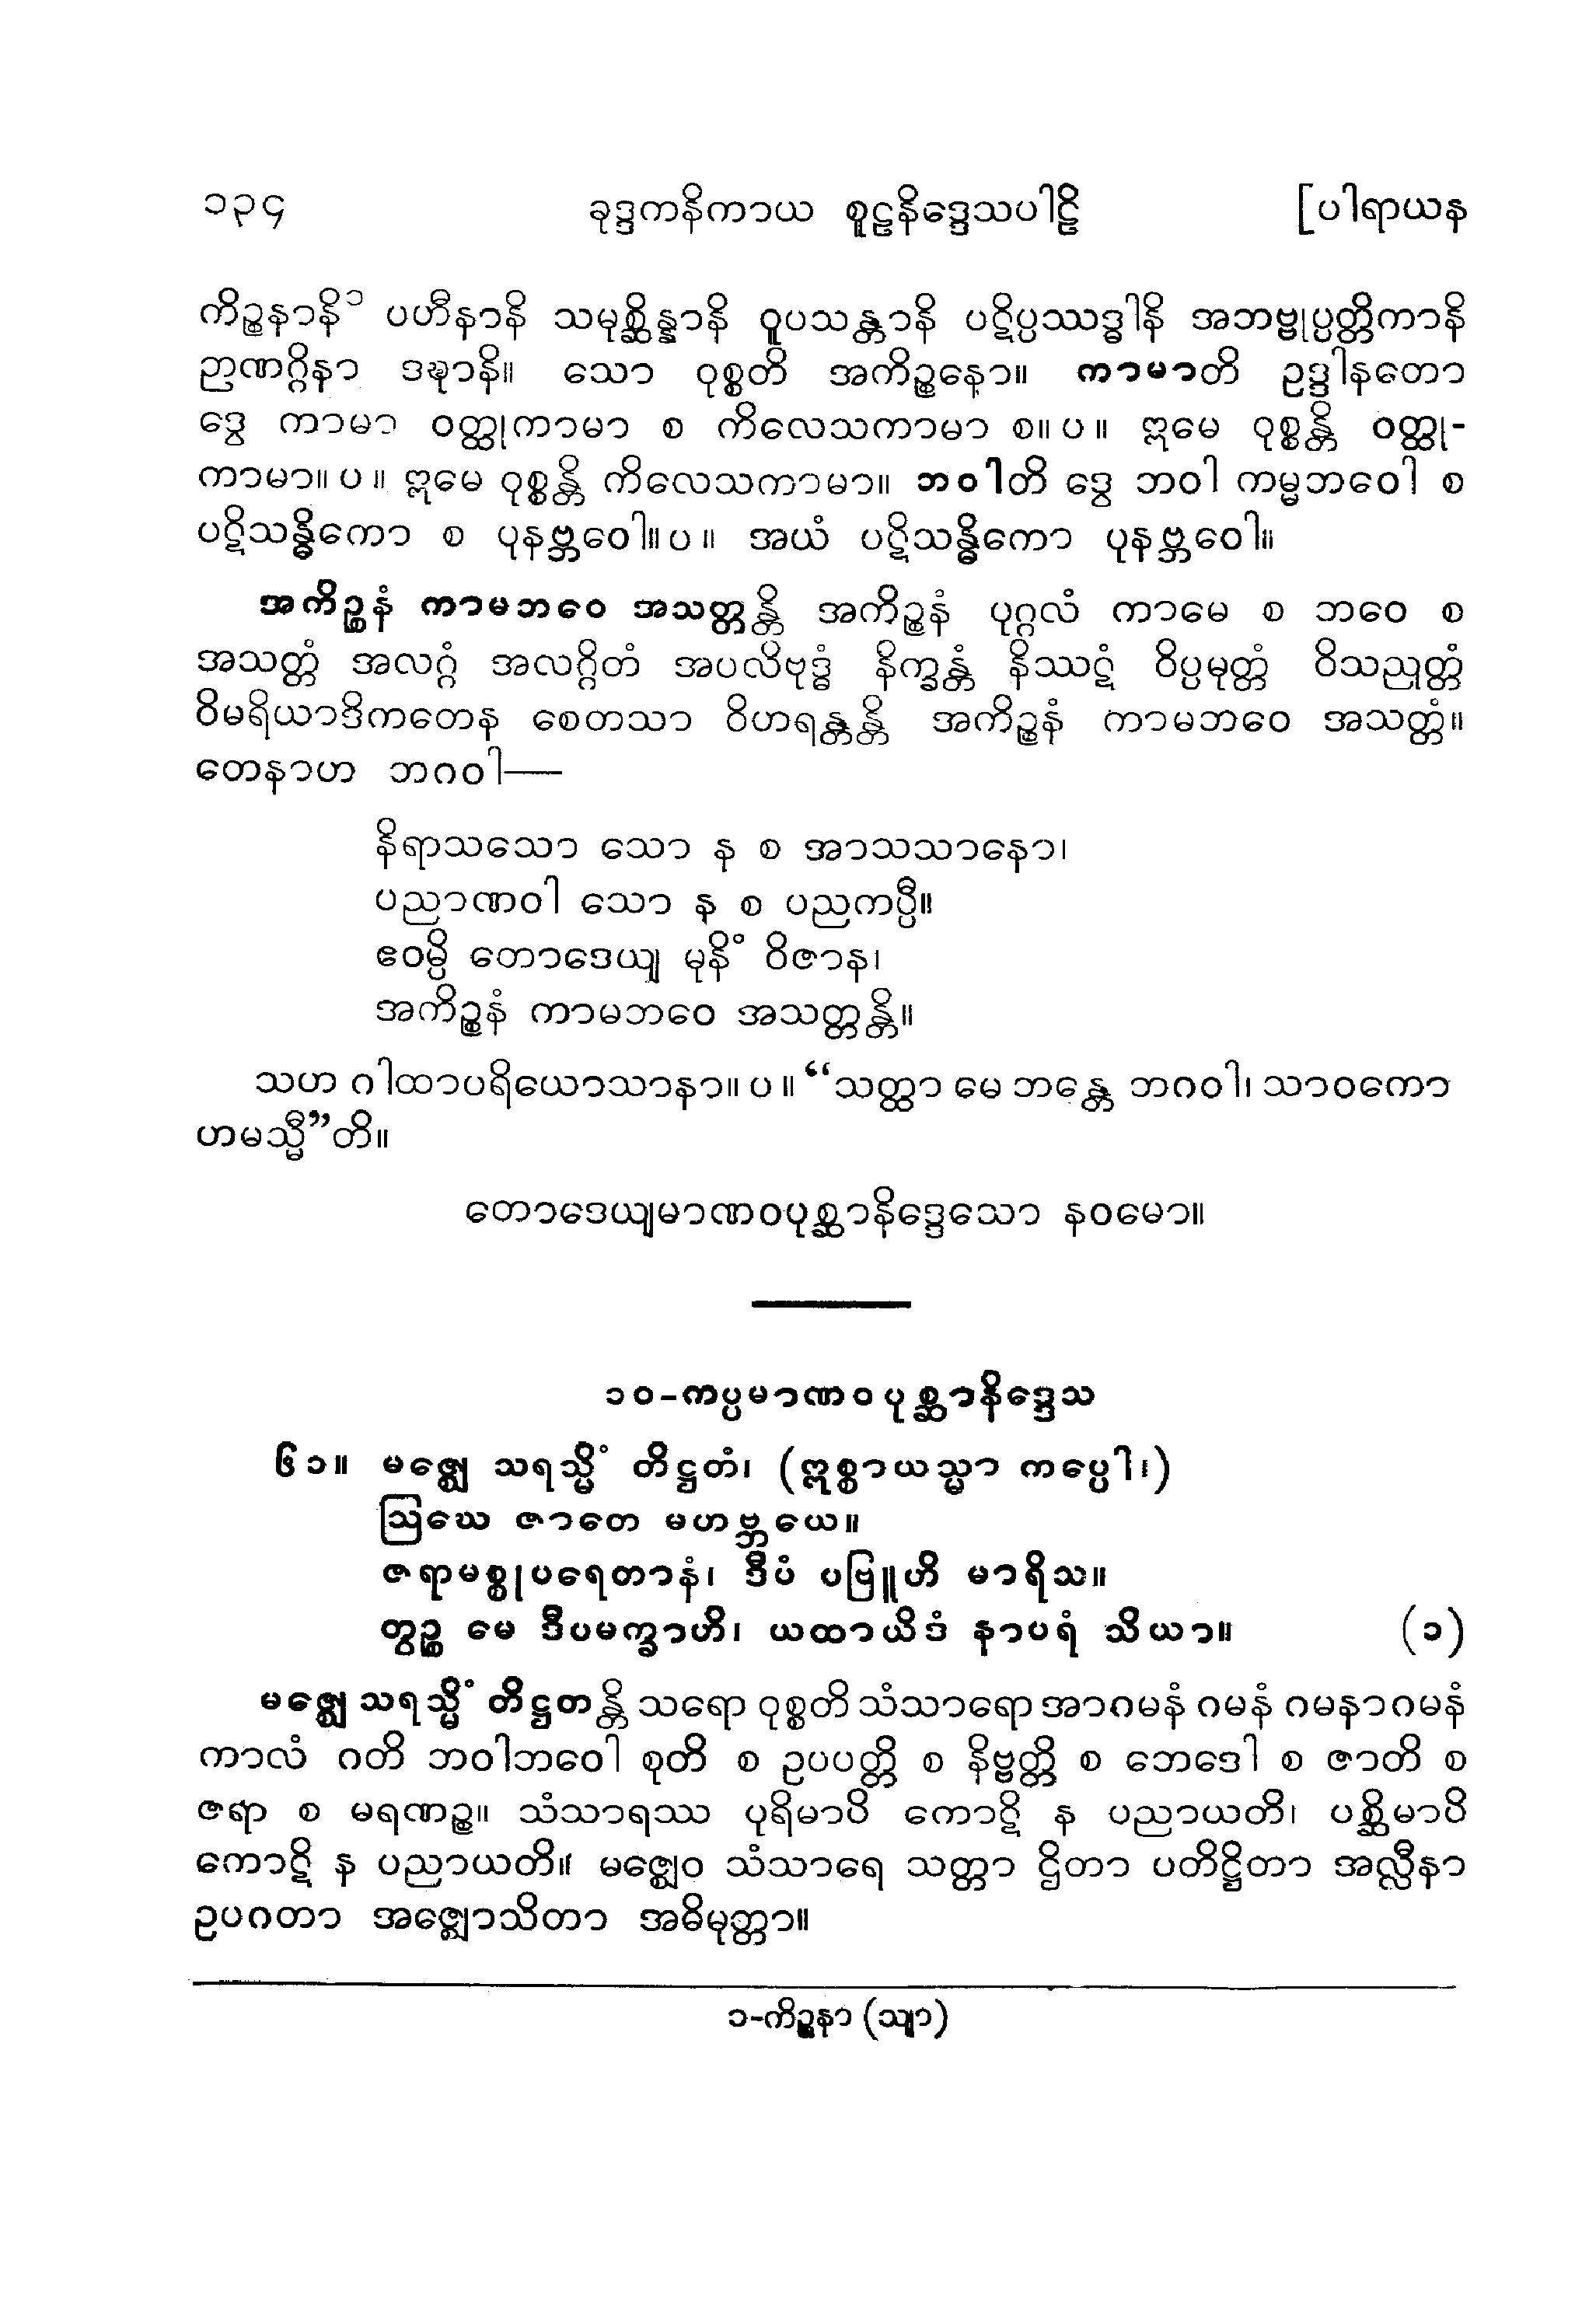 ၁၃၄ ခုဒ္ဒကနိကာယ စူဠနိဒ္ဒေသပါဠိ [ပါရာယန
ကိဉ္စနာနိ၁ ပဟီနာနိ သမုစ္ဆိန္နာနိ ဝူပသန္တာနိ ပဋိပ္ပဿဒ္ဓါနိ အဘဗ္ဗုပ္ပတ္တိကာနိ
ဉာဏဂ္ဂိနာ ဒဍ္ဎာနိ။ သော ဝုစ္စတိ အကိဉ္စနော။ ကာမာတိ ဥဒ္ဒါနတော
ဒွေ ကာမာ ဝတ္ထုကာမာ စ ကိလေသကာမာ စ။ ပ ။ ဣမေ ဝုစ္စန္တိ ဝတ္ထု-
ကာမာ။ ပ ။ ဣမေ ဝုစ္စန္တိ ကိလေသကာမာ။ ဘဝါတိ ဒွေ ဘဝါ ကမ္မဘဝေါ စ
ပဋိသန္ဓိကော စ ပုနဗ္ဘဝေါ။ ပ ။ အယံ ပဋိသန္ဓိကော ပုနဗ္ဘဝေါ။
အကိဉ္စနံ ကာမဘဝေ အသတ္တန္တိ အကိဉ္စနံ ပုဂ္ဂလံ ကာမေ စ ဘဝေ စ
အသတ္တံ အလဂ္ဂံ အလဂ္ဂိတံ အပလိဗုဒ္ဓံ နိက္ခန္တံ နိဿဋံ ဝိပ္ပမုတ္တံ ဝိသညုတ္တံ
ဝိမရိယာဒိကတေန စေတသာ ဝိဟရန္တန္တိ အကိဉ္စနံ ကာမဘဝေ အသတ္တံ။
တေနာဟ ဘဂဝါ—
နိရာသသော သော န စ အာသသာနော၊
ပညာဏဝါ သော န စ ပညကပ္ပီ။
ဧဝမ္ပိ တောဒေယျ မုနိံ ဝိဇာန၊
အကိဉ္စနံ ကာမဘဝေ အသတ္တန္တိ။
သဟ ဂါထာပရိယောသာနာ။ ပ ။ “သတ္ထာ မေ ဘန္တေ ဘဂဝါ၊ သာဝကော
ဟမသ္မီ”တိ။
တောဒေယျမာဏဝပုစ္ဆာနိဒ္ဒေသော နဝမော။
၁၀-ကပ္ပမာဏဝပုစ္ဆာနိဒ္ဒေသ
၆၁။ မဇ္ဈေ သရသ္မိံ တိဋ္ဌတံ၊ (ဣစ္စာယသ္မာ ကပ္ပေါ၊)
ဩဃေ ဇာတေ မဟဗ္ဘယေ။
ဇရာမစ္စုပရေတာနံ၊ ဒီပံ ပဗြူဟိ မာရိသ။
တွဉ္စ မေ ဒီပမက္ခာဟိ၊ ယထာယိဒံ နာပရံ သိယာ။ (၁)
မဇ္ဈေ သရသ္မိံ တိဋ္ဌတန္တိ သရော ဝုစ္စတိ သံသာရော အာဂမနံ ဂမနံ ဂမနာဂမနံ
ကာလံ ဂတိ ဘဝါဘဝေါ စုတိ စ ဥပပတ္တိ စ နိဗ္ဗတ္တိ စ ဘေဒေါ စ ဇာတိ စ
ဇရာ စ မရဏဉ္စ။ သံသာရဿ ပုရိမာပိ ကောဋိ န ပညာယတိ၊ ပစ္ဆိမာပိ
ကောဋိ န ပညာယတိ။ မဇ္ဈေဝ သံသာရေ သတ္တာ ဌိတာ ပတိဋ္ဌိတာ အလ္လီနာ
ဥပဂတာ အဇ္ဈောသိတာ အဓိမုတ္တာ။
၁-ကိဉ္စနာ (သျာ)